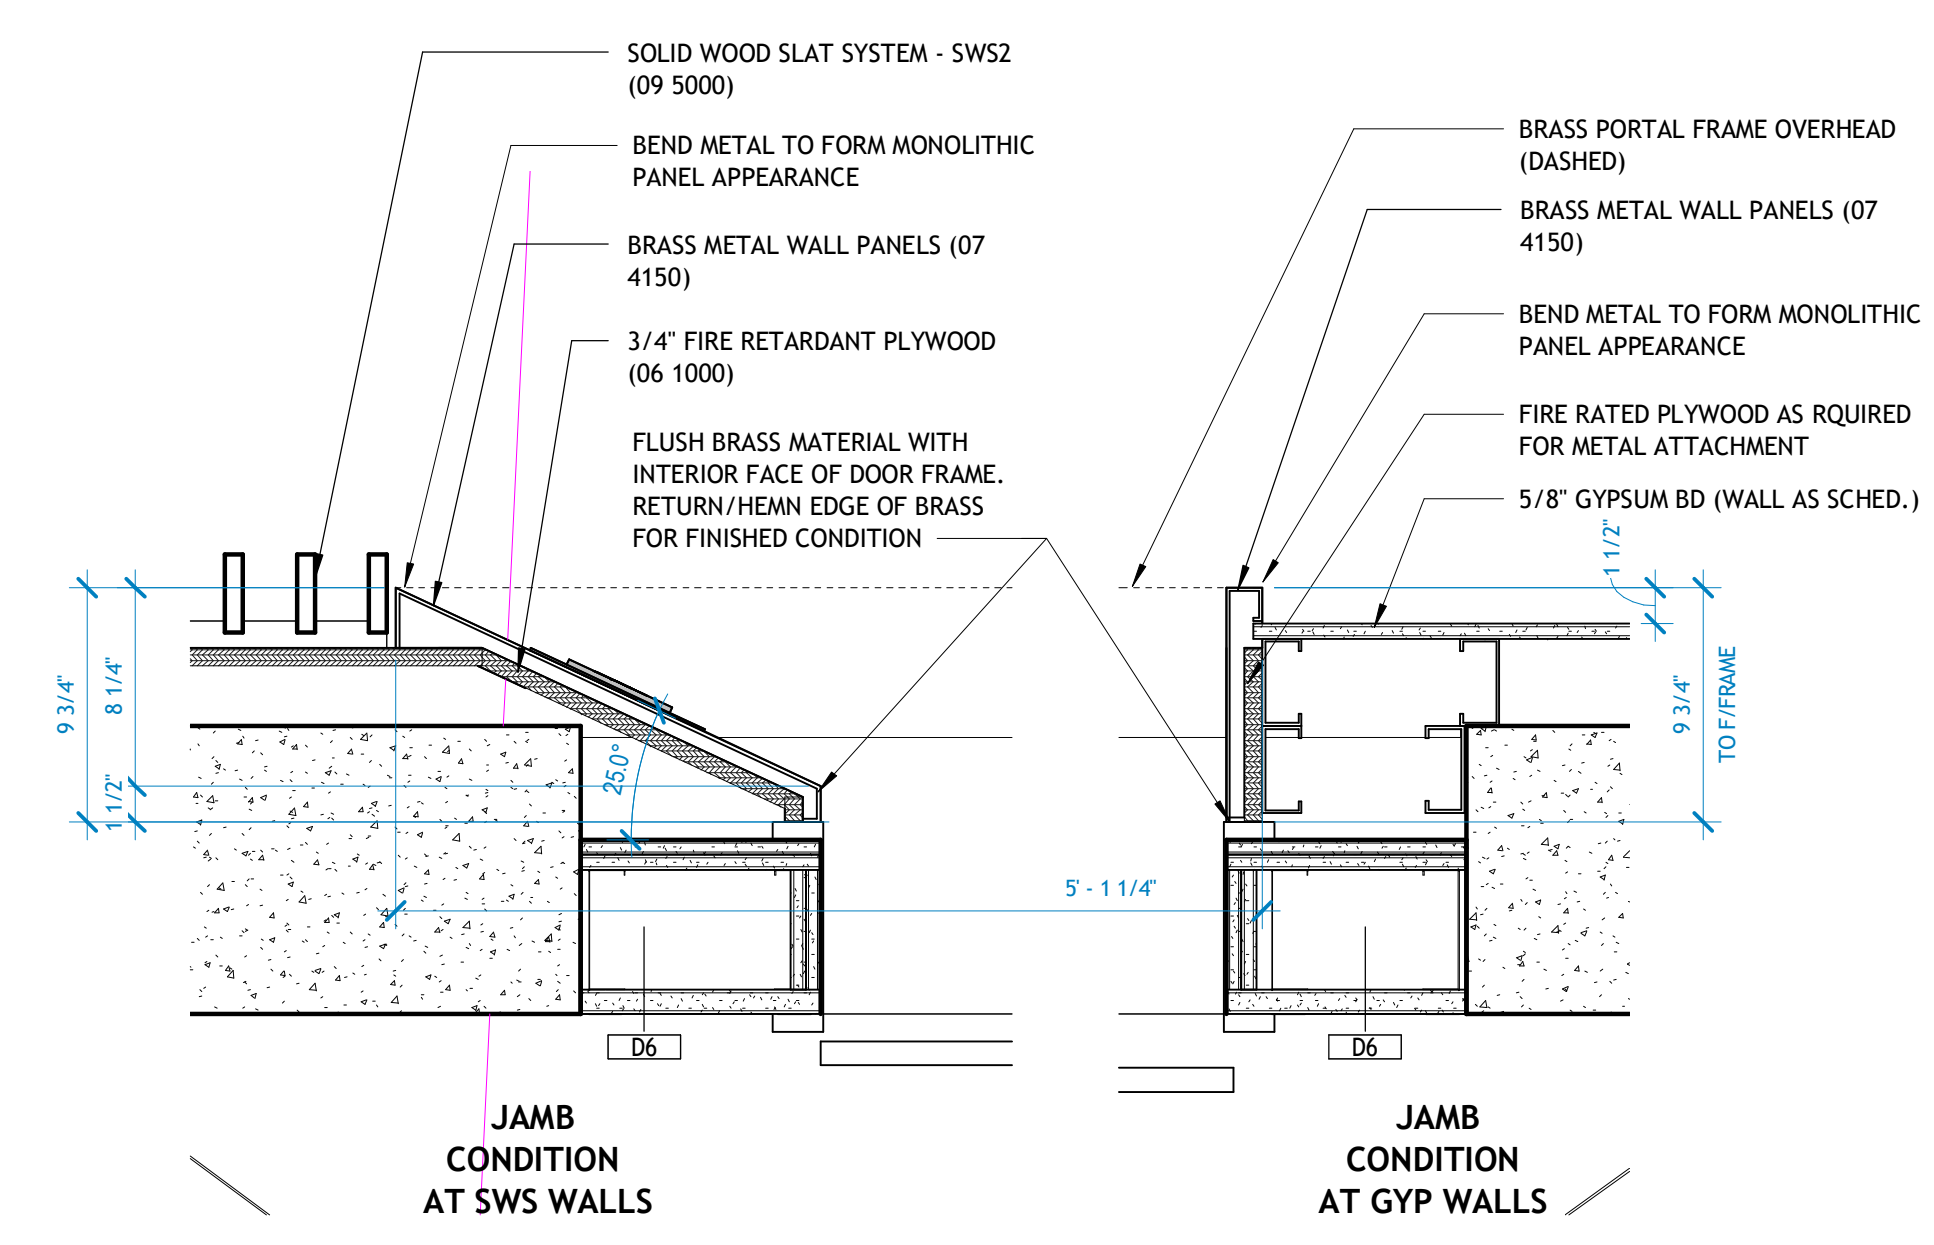 SOLID WOOD SLAT SYSTEM - SWS2
(09 5000)
BEND METAL TO FORM MONOLITHIC
PANEL APPEARANCE
BRASS METAL WALL PANELS (07
4150)
3/4" FIRE RETARDANT PLYWOOD
(06 1000)
FLUSH BRASS MATERIAL WITH
INTERIOR FACE OF DOOR FRAME.
RETURN/HEMN EDGE OF BRASS
FOR FINISHED CONDITION
BRASS PORTAL FRAME OVERHEAD
(DASHED)
BRASS METAL WALL PANELS (07
4150)
BEND METAL TO FORM MONOLITHIC
PANEL APPEARANCE
FIRE RATED PLYWOOD AS RQUIRED
FOR METAL ATTACHMENT
5/8" GYPSUM BD (WALL AS SCHED.)
9 3/4"
8 1/4"
1 1/2"
25.0°
5' - 1 1/4"
1 1/2"
9 3/4"
TO F/FRAME
D6
D6
JAMB
CONDITION
AT SWS WALLS
JAMB
CONDITION
AT GYP WALLS